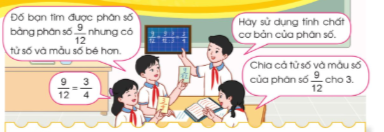 Đố bạn tìm được phân số
bằng phân số 9/12 nhưng có
tử số và mẫu số bé hơn.
Hãy sử dụng tính chất
cơ bản của phân số.
9/12 = 3/4
Chia cả tử số và mẫu số
của phân số 9/12 cho 3.